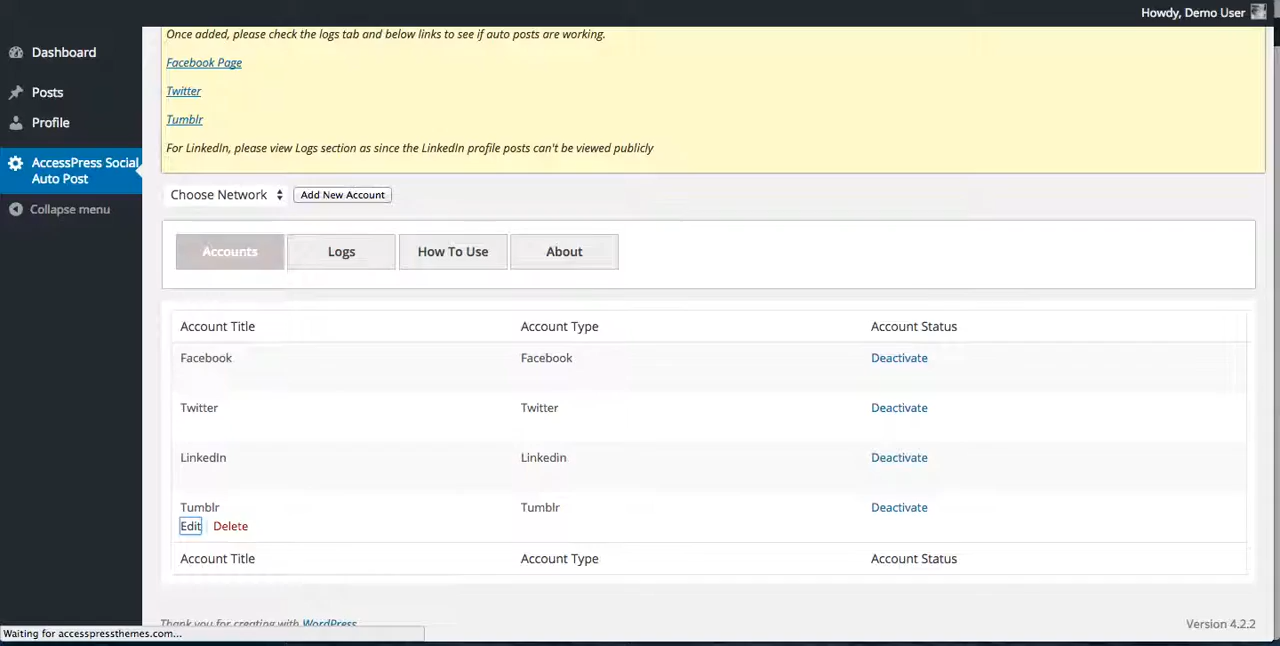 Howdy, Demo User
Dashboard
Posts
Profile
AccessPress Social
Auto Post
Collapse menu
Once added, please check the logs tab and below links to see if auto posts are working.
Facebook Page
Twitter
Tumblr
For LinkedIn, please view Logs section as since the LinkedIn profile posts can't be viewed publicly
Choose Network Add New Account
Accounts Logs How To Use About
Account Title Account Type Account Status
Facebook Facebook Deactivate
Twitter Twitter Deactivate
LinkedIn Linkedin Deactivate
Tumblr Tumblr Deactivate
Edit Delete
Account Title Account Type Account Status
Thank you for creating with WordPress Version 4.2.2
Waiting for accesspressthemes.com...